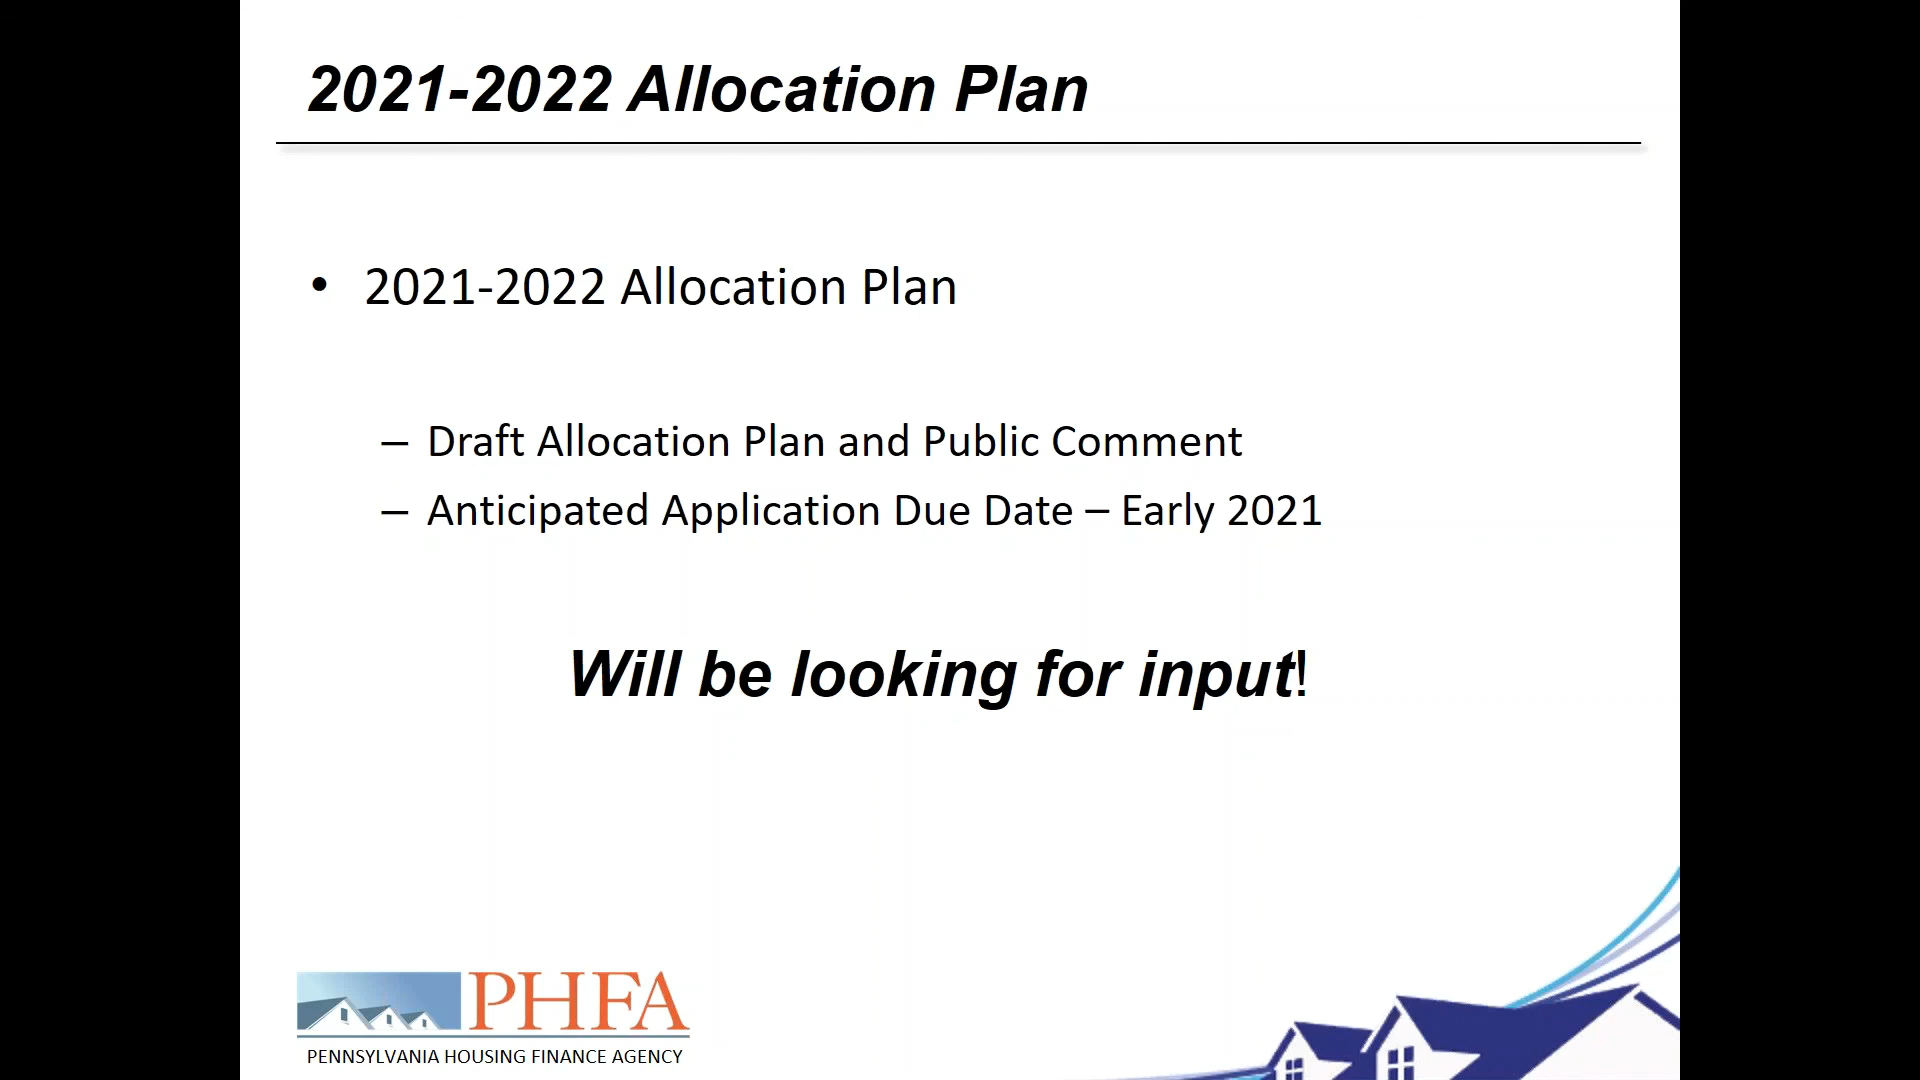 2021-2022 Allocation Plan
• 2021-2022 Allocation Plan
– Draft Allocation Plan and Public Comment
– Anticipated Application Due Date – Early 2021
Will be looking for input!
PHFA
PENNSYLVANIA HOUSING FINANCE AGENCY